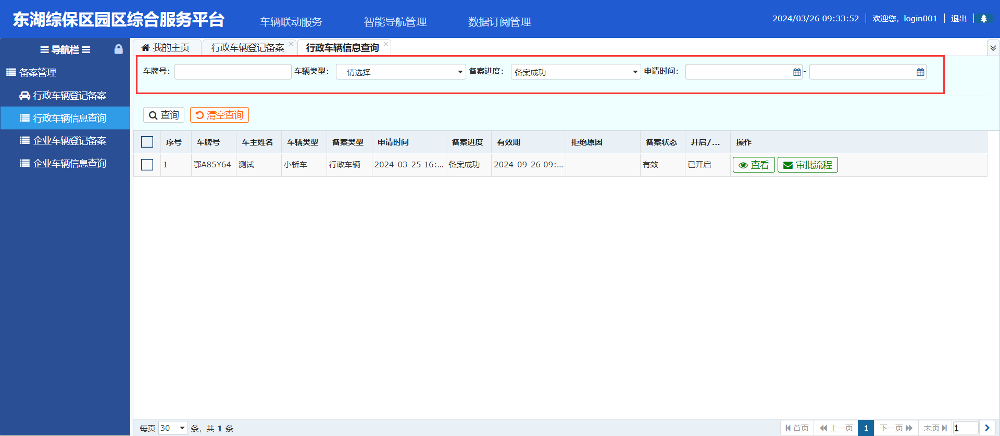 东湖综保区园区综合服务平台 车辆联动服务 智能导航管理 数据订阅管理 2024/03/26 09:33:52 欢迎您，login001 退出
导航栏
备案管理
行政车辆登记备案
行政车辆信息查询
企业车辆登记备案
企业车辆信息查询
我的主页 行政车辆登记备案 行政车辆信息查询
车牌号： 车辆类型： --请选择-- 备案进度： 备案成功 申请时间： -
查询 清空查询
序号 车牌号 车主姓名 车辆类型 备案类型 申请时间 备案进度 有效期 拒绝原因 备案状态 开启/... 操作
1 鄂A85Y64 测试 小轿车 行政车辆 2024-03-25 16:... 备案成功 2024-09-26 09:... 有效 已开启 查看 审批流程
每页 30 条，共 1 条 首页 上一页 1 下一页 末页 1